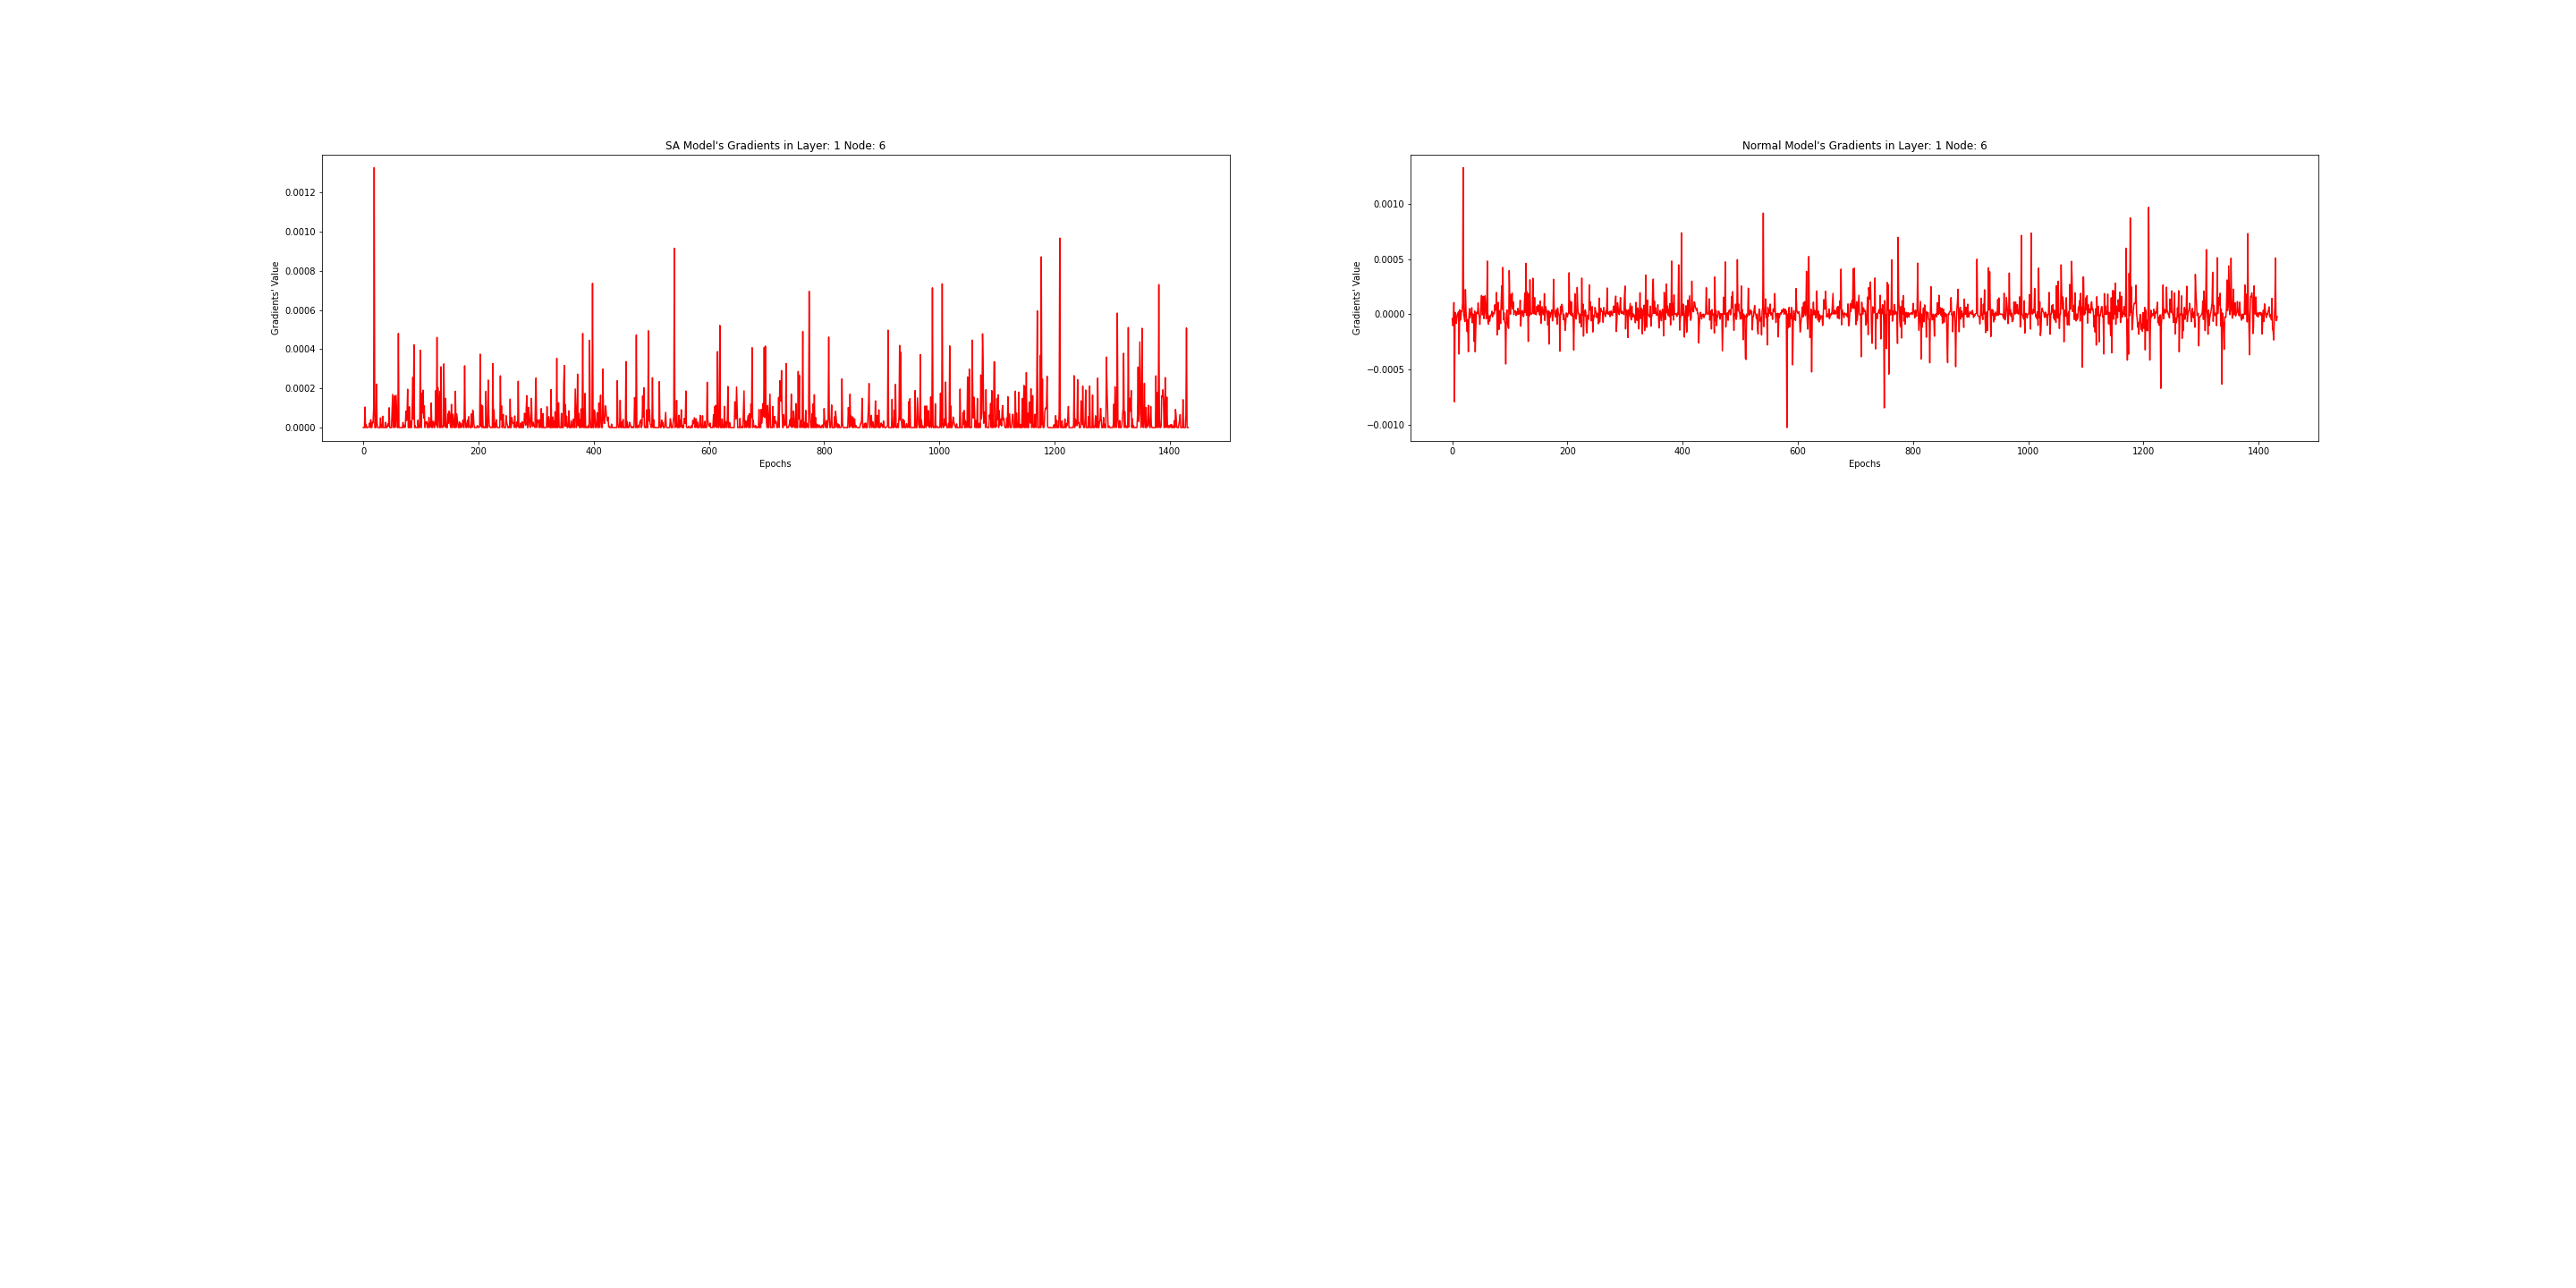 SA Model's Gradients in Layer: 1 Node: 6
Gradients' Value
0.0012
0.0010
0.0008
0.0006
0.0004
0.0002
0.0000
0 200 400 600 800 1000 1200 1400
Epochs
Normal Model's Gradients in Layer: 1 Node: 6
Gradients' Value
0.0010
0.0005
0.0000
−0.0005
−0.0010
0 200 400 600 800 1000 1200 1400
Epochs